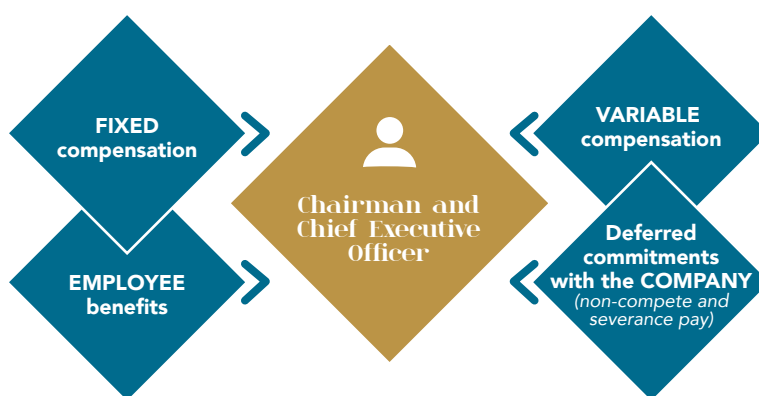 FIXED
compensation
EMPLOYEE
benefits
Chairman and
Chief Executive
Officer
VARIABLE
compensation
Deferred
commitments
with the COMPANY
(non-compete and
severance pay)